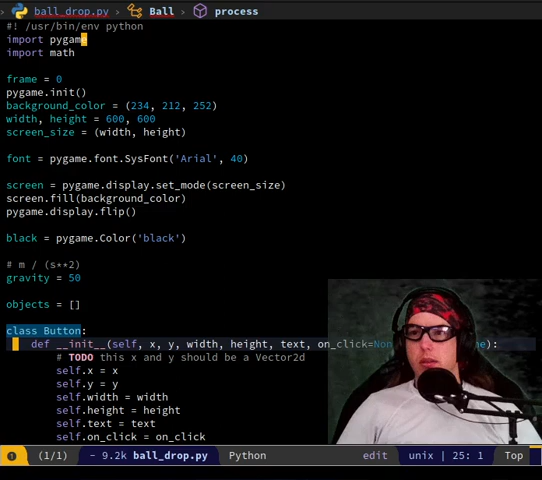 ball_drop.py › Ball › process
#! /usr/bin/env python
import pygame
import math
frame = 0
pygame.init()
background_color = (234, 212, 252)
width, height = 600, 600
screen_size = (width, height)
font = pygame.font.SysFont('Arial', 40)
screen = pygame.display.set_mode(screen_size)
screen.fill(background_color)
pygame.display.flip()
black = pygame.Color('black')
# m / (s**2)
gravity = 50
objects = []
class Button:
def __init__(self, x, y, width, height, text, on_click=Non e):
# TODO this x and y should be a Vector2d
self.x = x
self.y = y
self.width = width
self.height = height
self.text = text
self.on_click = on_click
(1/1) - 9.2k ball_drop.py Python edit unix | 25: 1 Top